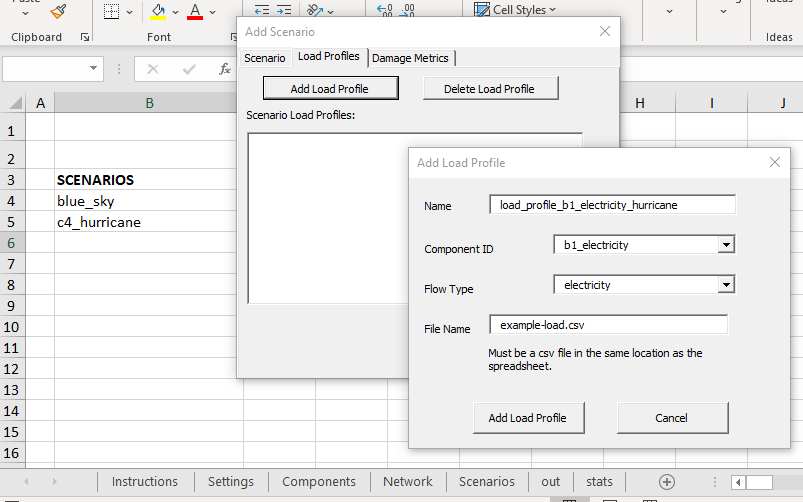 Paste
Cell Styles
Clipboard
Font
Ideas
Ideas
fx
A B H I J
1
2
3 SCENARIOS
4 blue_sky
5 c4_hurricane
6
7
8
9
10
11
12
13
14
15
16
Add Scenario
Scenario Load Profiles Damage Metrics
Add Load Profile Delete Load Profile
Scenario Load Profiles:
Add Load Profile
Name load_profile_b1_electricity_hurricane
Component ID b1_electricity
Flow Type electricity
File Name example-load.csv
Must be a csv file in the same location as the
spreadsheet.
Add Load Profile Cancel
Instructions Settings Components Network Scenarios out stats